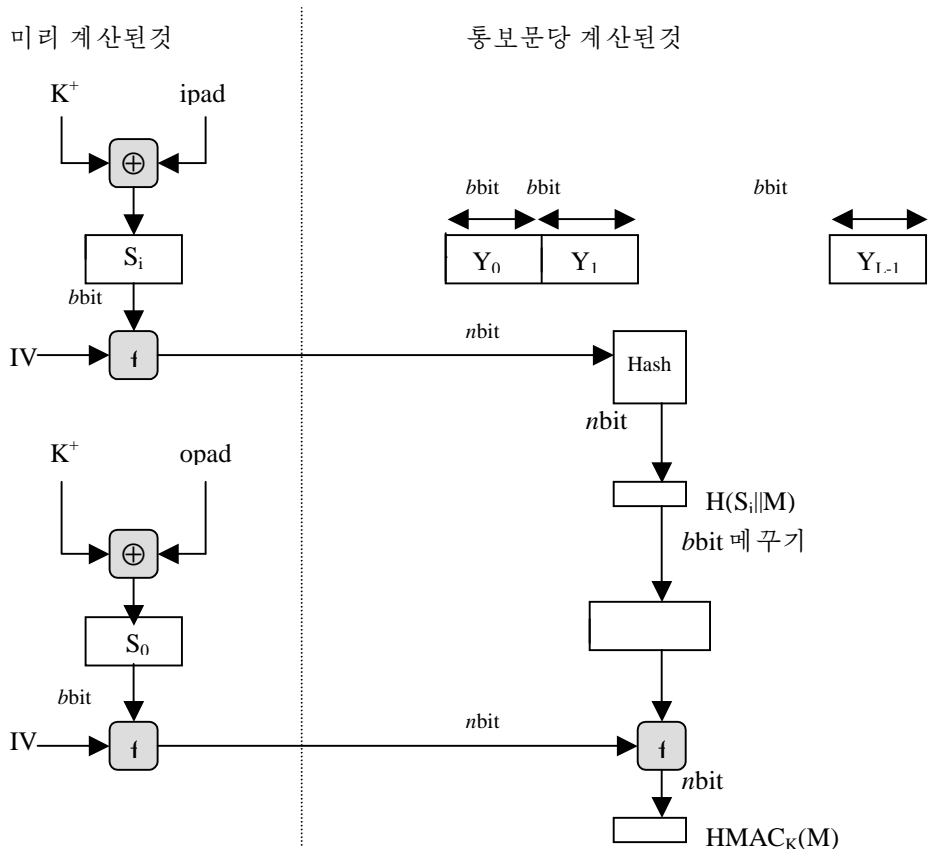 미리 계산된것
통보문당 계산된것
K⁺ ipad
⊕
bbit bbit bbit
Sᵢ
Y₀ Y₁ Y_L-1
bbit
nbit
IV f
Hash
nbit
K⁺ opad
H(Sᵢ||M)
bbit 메꾸기
⊕
S₀
bbit
nbit
IV f f
nbit
HMAC_K(M)